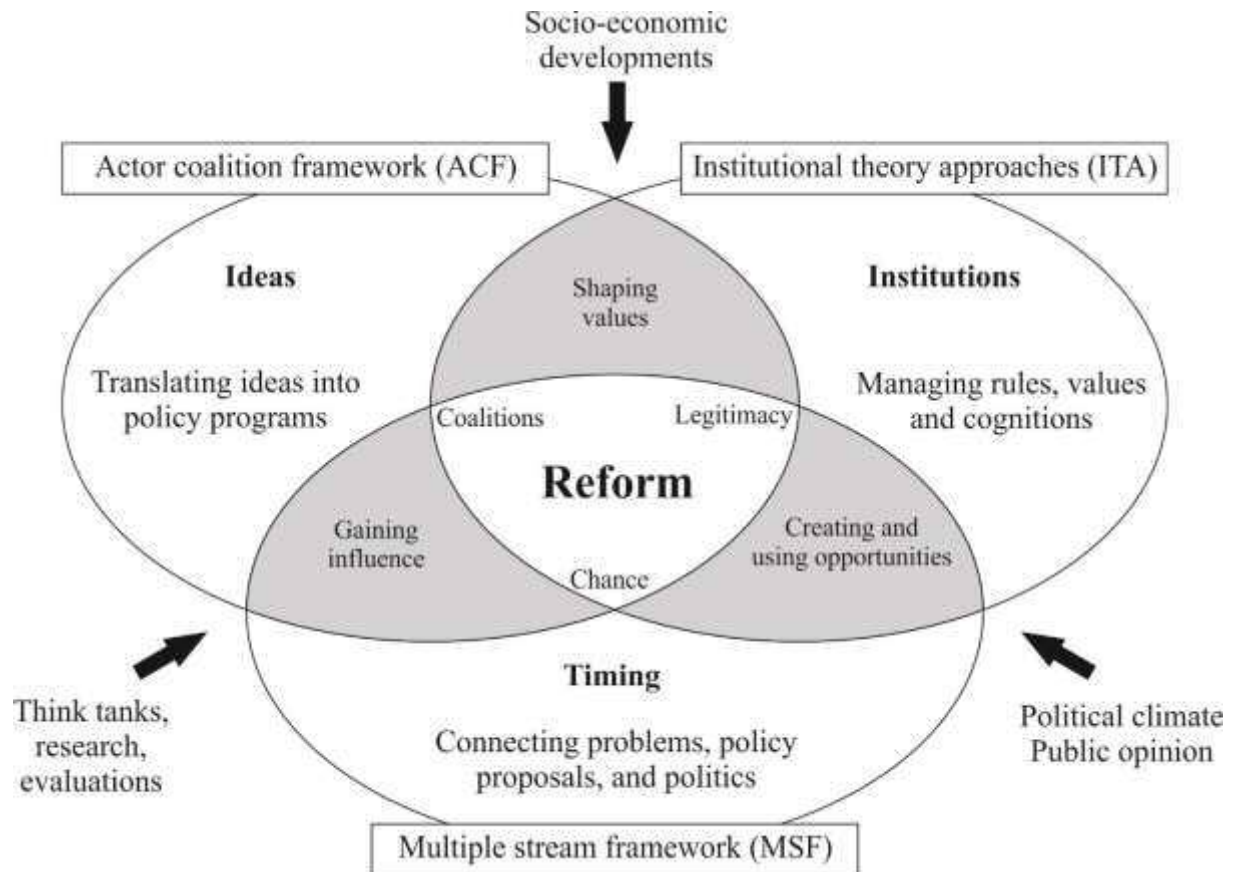 Socio-economic
developments
Actor coalition framework (ACF)
Institutional theory approaches (ITA)
Ideas
Shaping
values
Institutions
Translating ideas into
policy programs
Managing rules, values
and cognitions
Coalitions
Legitimacy
Reform
Gaining
influence
Creating and
using opportunities
Chance
Timing
Think tanks,
research,
evaluations
Connecting problems, policy
proposals, and politics
Political climate
Public opinion
Multiple stream framework (MSF)